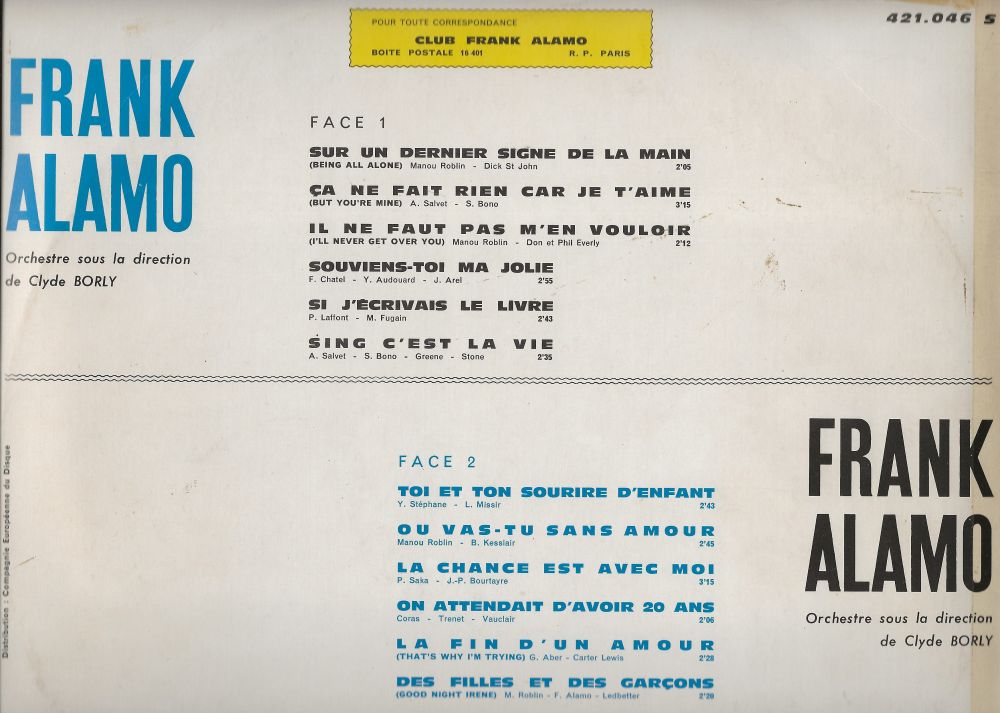 POUR TOUTE CORRESPONDANCE
CLUB FRANK ALAMO
BOITE POSTALE 16 401 R. P. PARIS
421.046 S
FRANK
ALAMO
Orchestre sous la direction
de Clyde BORLY
FACE 1
SUR UN DERNIER SIGNE DE LA MAIN
(BEING ALL ALONE) Manou Roblin - Dick St John 2'05
ÇA NE FAIT RIEN CAR JE T'AIME
(BUT YOU'RE MINE) A. Salvet - S. Bono 3'15
IL NE FAUT PAS M'EN VOULOIR
(I'LL NEVER GET OVER YOU) Manou Roblin - Don et Phil Everly 2'12
SOUVIENS-TOI MA JOLIE
F. Chatel - Y. Audouard - J. Arel 2'55
SI J'ÉCRIVAIS LE LIVRE
P. Laffont - M. Fugain 2'43
SING C'EST LA VIE
A. Salvet - S. Bono - Greene - Stone 2'35
Distribution : Compagnie Européenne du Disque
FACE 2
TOI ET TON SOURIRE D'ENFANT
Y. Stéphane - L. Missir 2'43
OU VAS-TU SANS AMOUR
Manou Roblin - B. Kesslair 2'45
LA CHANCE EST AVEC MOI
P. Saka - J.-P. Bourtayre 3'15
ON ATTENDAIT D'AVOIR 20 ANS
Coras - Trenet - Vauclair 2'06
LA FIN D'UN AMOUR
(THAT'S WHY I'M TRYING) G. Aber - Carter Lewis 2'28
DES FILLES ET DES GARÇONS
(GOOD NIGHT IRENE) M. Roblin - F. Alamo - Ledbetter 2'20
FRANK
ALAMO
Orchestre sous la direction
de Clyde BORLY